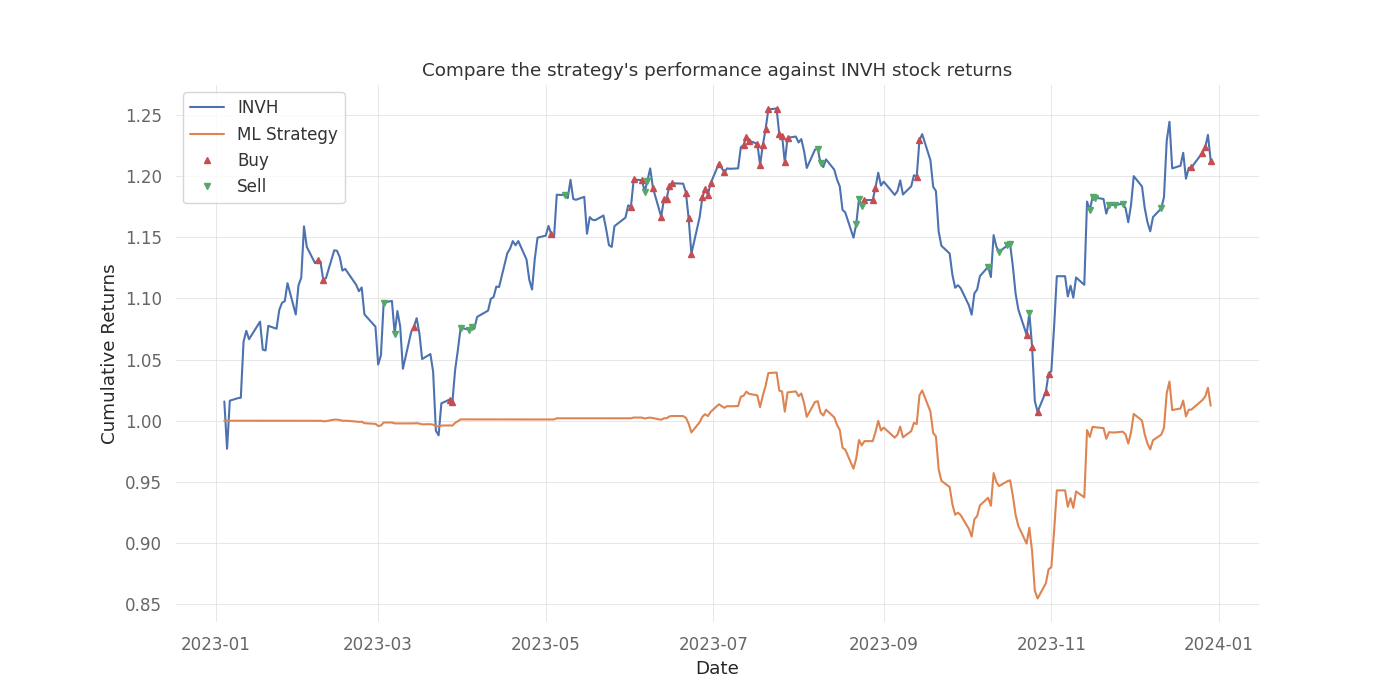 Compare the strategy's performance against INVH stock returns
INVH
ML Strategy
Buy
Sell
Cumulative Returns
1.25
1.20
1.15
1.10
1.05
1.00
0.95
0.90
0.85
2023-01
2023-03
2023-05
2023-07
2023-09
2023-11
2024-01
Date